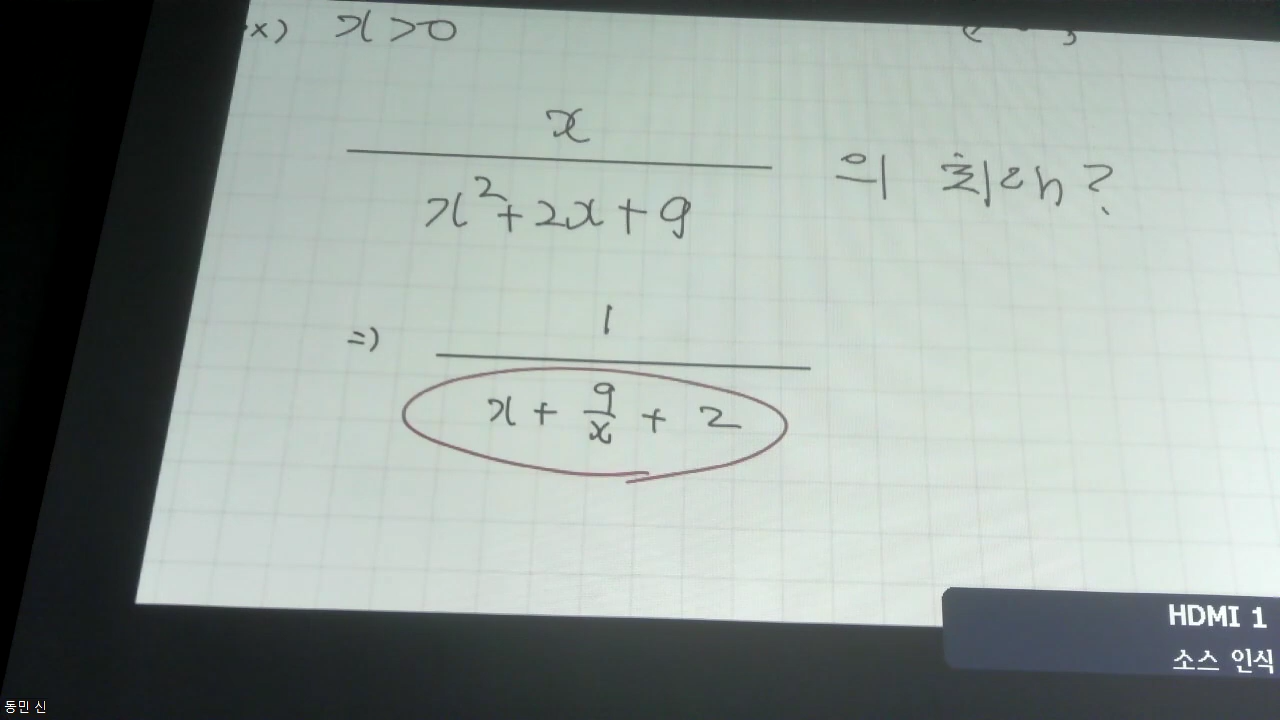 x) x>0
x
x²+2x+9
의 최대?
=) 1
x + 9/x + 2
HDMI 1
소스 인식
동민 신